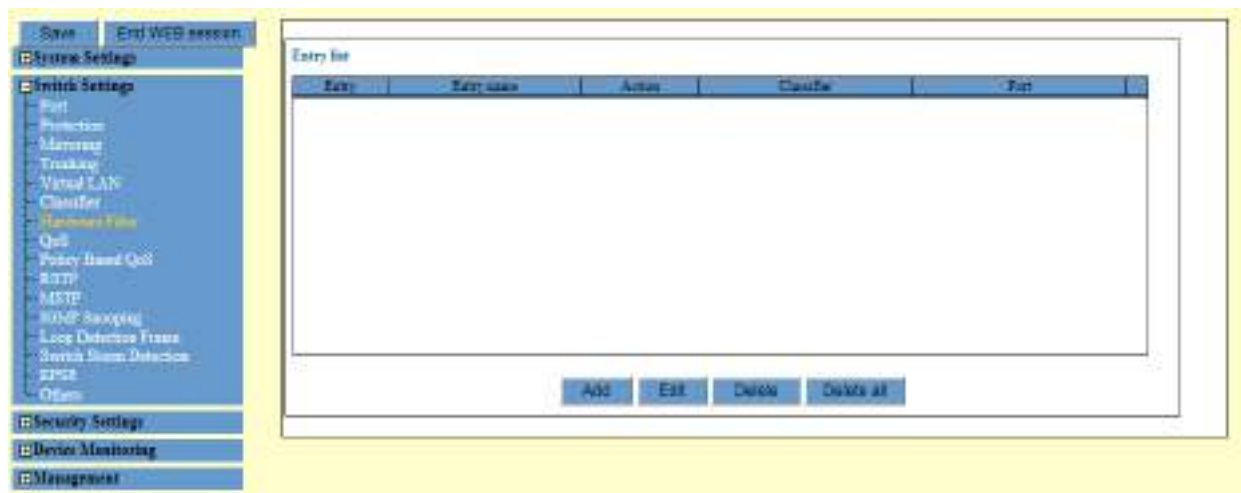 Save End WEB session
System Settings
Switch Settings
Port
Protection
Mirroring
Trunking
Virtual LAN
Classifier
Hardware Filter
QoS
Policy Based QoS
RSTP
MSTP
IGMP Snooping
Loop Detection Frame
Switch Storm Detection
EPSR
Others
Security Settings
Device Monitoring
Management
Entry list
Entry Entry name Action Classifier Port
Add Edit Delete Delete all